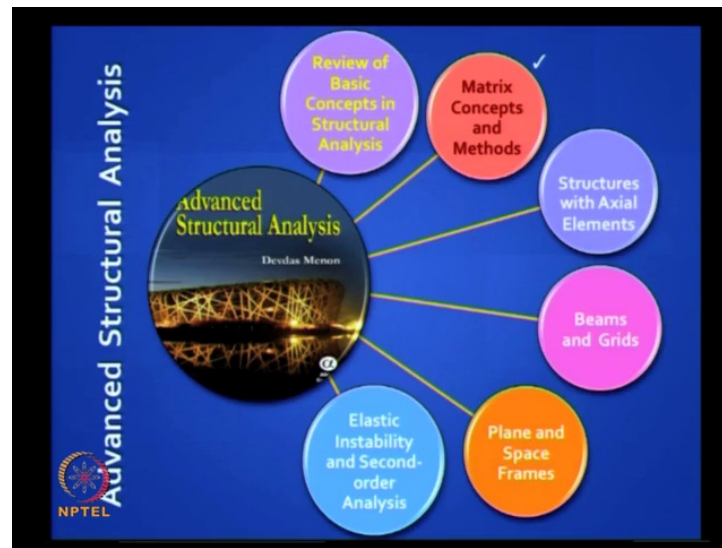 Advanced Structural Analysis
Review of
Basic
Concepts in
Structural
Analysis
Matrix
Concepts
and
Methods
Structures
with Axial
Elements
Beams
and Grids
Plane and
Space
Frames
Elastic
Instability
and Second-
order
Analysis
Advanced
Structural Analysis
Devdas Menon
α
NPTEL